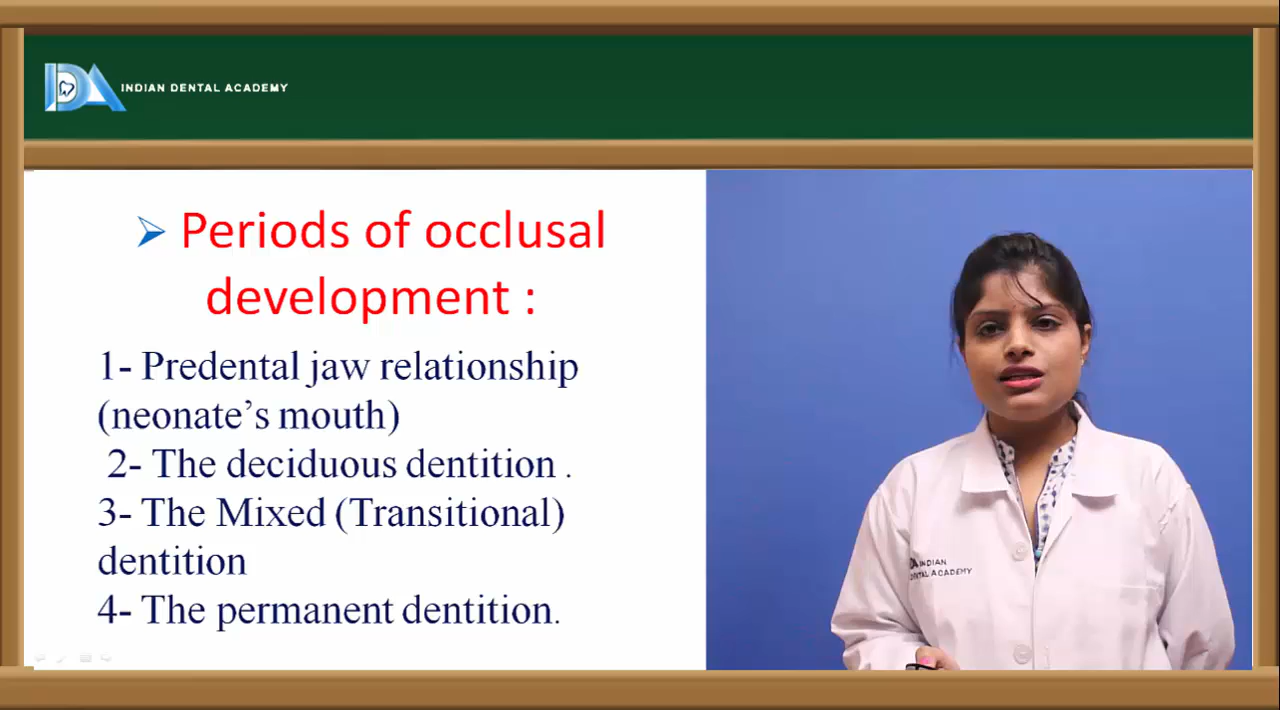 INDIAN DENTAL ACADEMY
Periods of occlusal
development :
1- Predental jaw relationship
(neonate’s mouth)
2- The deciduous dentition .
3- The Mixed (Transitional)
dentition
4- The permanent dentition.
INDIAN
DENTAL ACADEMY